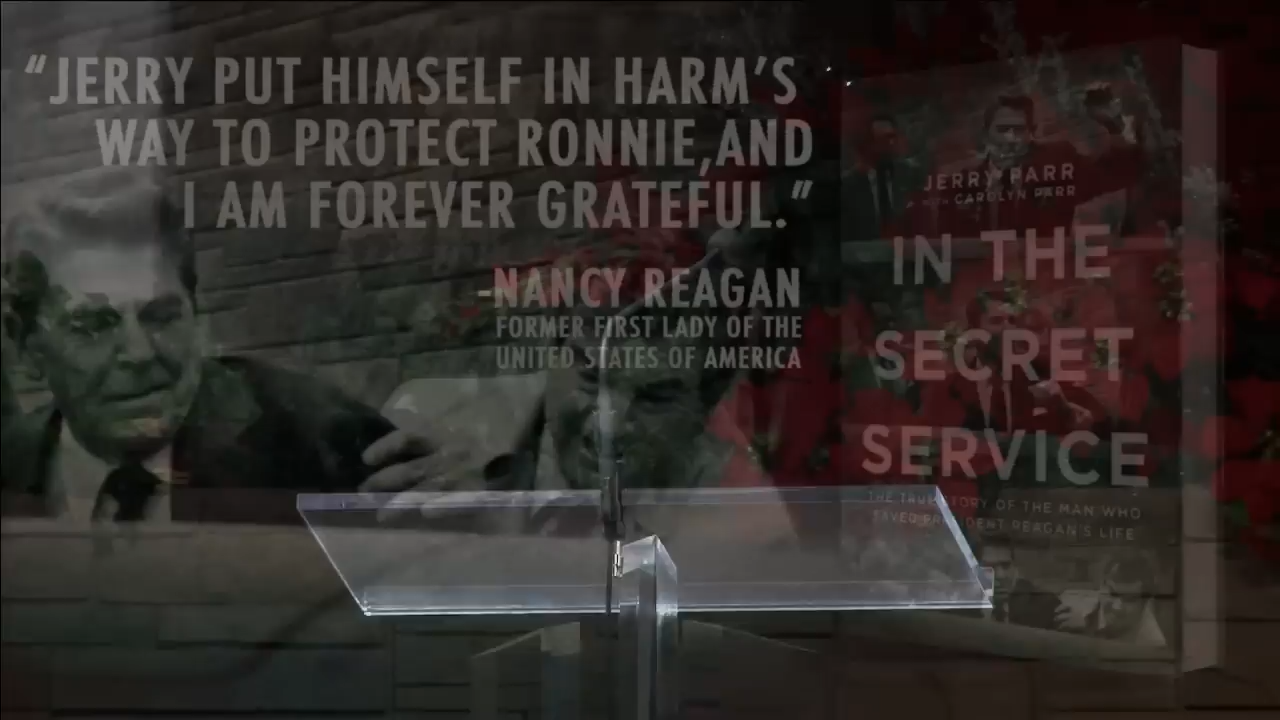 “JERRY PUT HIMSELF IN HARM’S
WAY TO PROTECT RONNIE,AND
I AM FOREVER GRATEFUL.”
NANCY REAGAN
FORMER FIRST LADY OF THE
UNITED STATES OF AMERICA
JERRY PARR
WITH CAROLYN PARR
IN THE
SECRET
SERVICE
THE TRUE STORY OF THE MAN WHO
SAVED PRESIDENT REAGAN'S LIFE